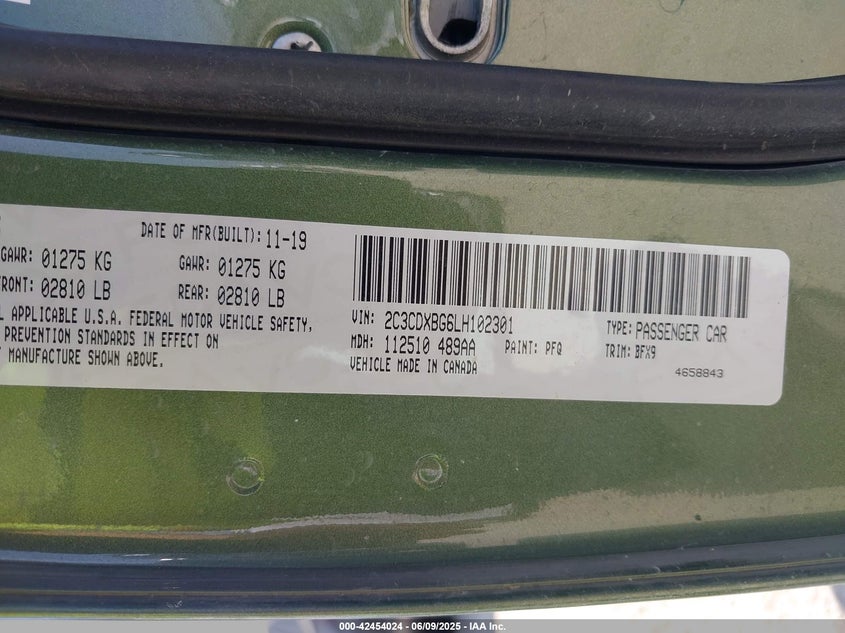 DATE OF MFR(BUILT): 11-19
GAWR: 01275 KG GAWR: 01275 KG
FRONT: 02810 LB REAR: 02810 LB
APPLICABLE U.S.A. FEDERAL MOTOR VEHICLE SAFETY,
PREVENTION STANDARDS IN EFFECT ON
MANUFACTURE SHOWN ABOVE.
VIN: 2C3CDXBG6LH102301 TYPE: PASSENGER CAR
MDH: 112510 489AA PAINT: PFQ TRIM: BFX9
VEHICLE MADE IN CANADA
4658843
000-42454024 | 06/09/2025 - IAA Inc.